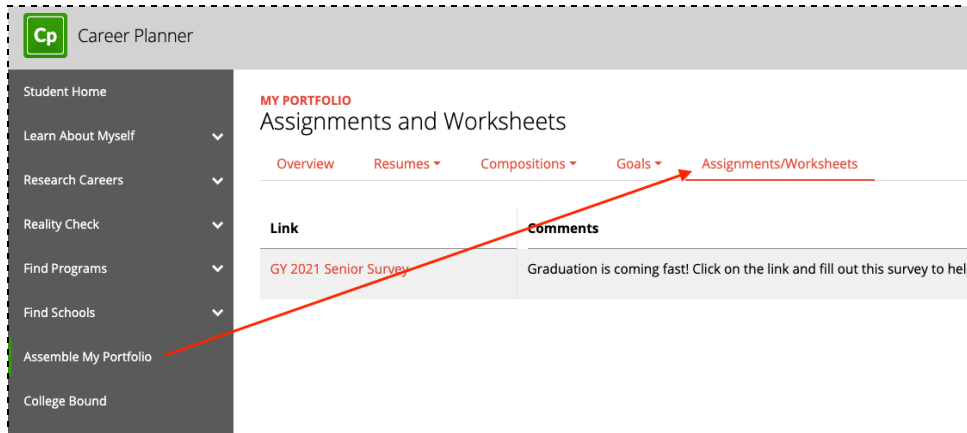 Cp Career Planner
Student Home
Learn About Myself
Research Careers
Reality Check
Find Programs
Find Schools
Assemble My Portfolio
College Bound
MY PORTFOLIO
Assignments and Worksheets
Overview Resumes Compositions Goals Assignments/Worksheets
Link Comments
GY 2021 Senior Survey Graduation is coming fast! Click on the link and fill out this survey to hel